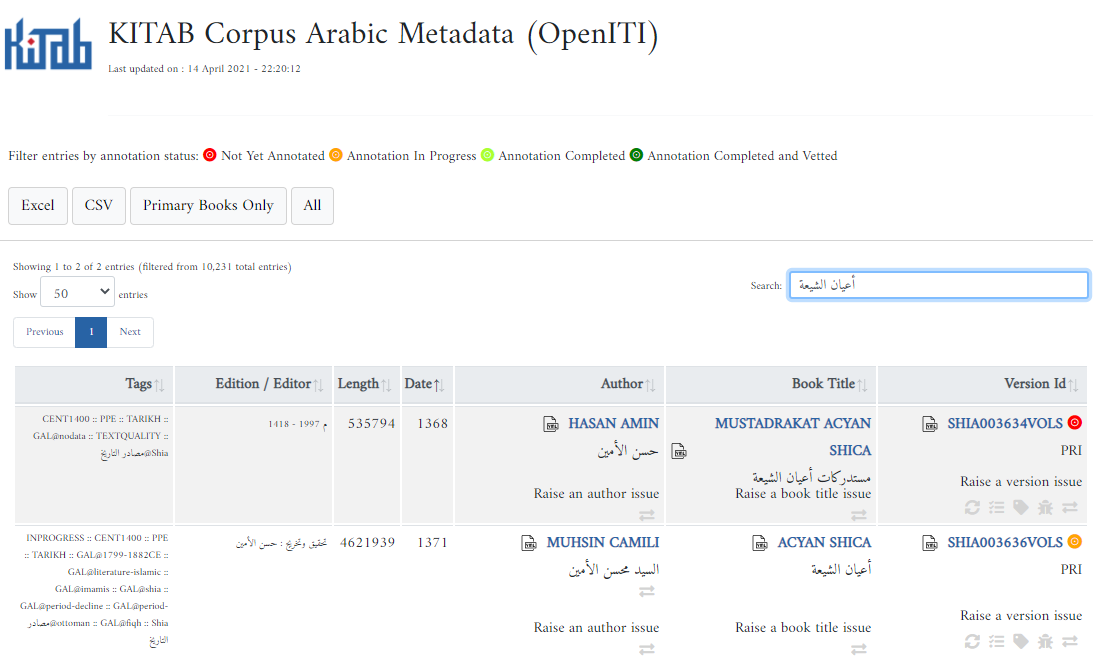 KITAB
KITAB Corpus Arabic Metadata (OpenITI)
Last updated on : 14 April 2021 - 22:20:12
Filter entries by annotation status: Not Yet Annotated Annotation In Progress Annotation Completed Annotation Completed and Vetted
Excel CSV Primary Books Only All
Showing 1 to 2 of 2 entries (filtered from 10,231 total entries)
Show 50 entries
Search: أعيان الشيعة
Previous 1 Next
Tags Edition / Editor Length Date Author Book Title Version Id
CENT1400 :: PPE :: TARIKH ::
GAL@nodata :: TEXTQUALITY ::
Shia@مصادر التاريخ
1418 - 1997 م
535794
1368
HASAN AMIN
حسن الأمين
Raise an author issue
MUSTADRAKAT ACYAN
SHICA
مستدركات أعيان الشيعة
Raise a book title issue
SHIA003634VOLS
PRI
Raise a version issue
INPROGRESS :: CENT1400 :: PPE
:: TARIKH :: GAL@1799-1882CE ::
GAL@literature-islamic ::
GAL@imamis :: GAL@shia ::
GAL@period-decline :: GAL@period-
ottoman :: GAL@fiqh :: Shia@مصادر
التاريخ
تحقيق وتخريج : حسن الأمين
4621939
1371
MUHSIN CAMILI
السيد محسن الأمين
Raise an author issue
ACYAN SHICA
أعيان الشيعة
Raise a book title issue
SHIA003636VOLS
PRI
Raise a version issue